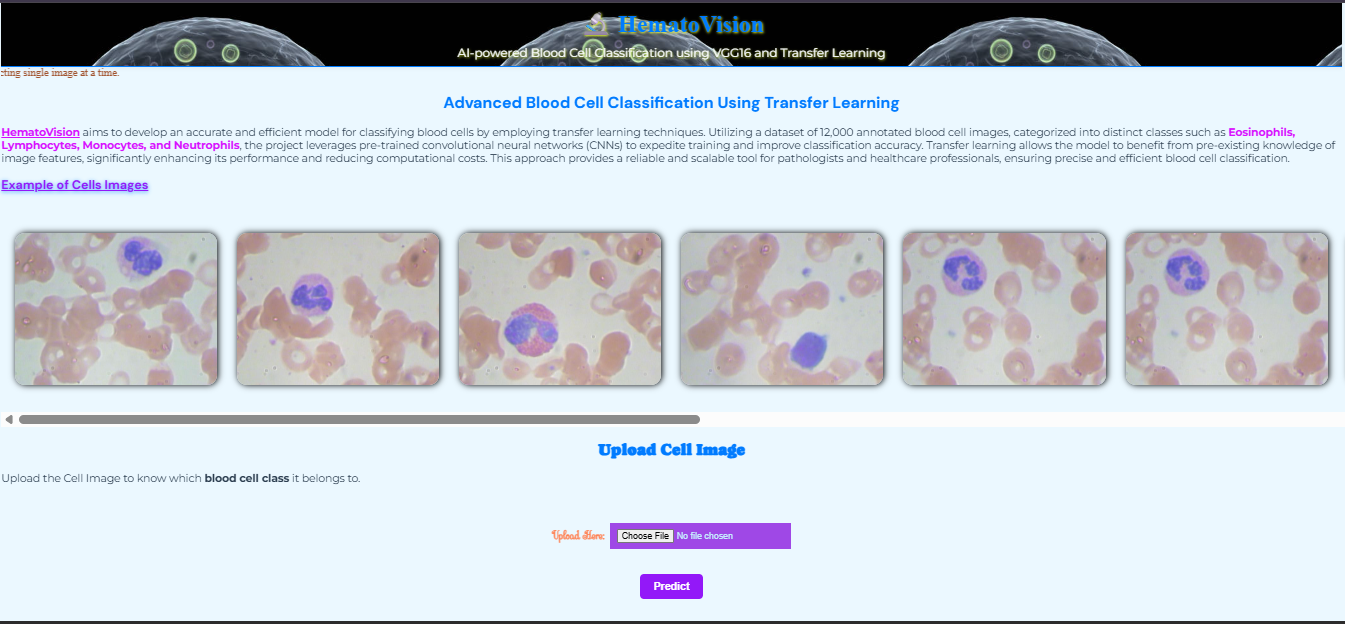 HematoVision
AI-powered Blood Cell Classification using VGG16 and Transfer Learning
cting single image at a time.
Advanced Blood Cell Classification Using Transfer Learning
HematoVision aims to develop an accurate and efficient model for classifying blood cells by employing transfer learning techniques. Utilizing a dataset of 12,000 annotated blood cell images, categorized into distinct classes such as Eosinophils,
Lymphocytes, Monocytes, and Neutrophils, the project leverages pre-trained convolutional neural networks (CNNs) to expedite training and improve classification accuracy. Transfer learning allows the model to benefit from pre-existing knowledge of
image features, significantly enhancing its performance and reducing computational costs. This approach provides a reliable and scalable tool for pathologists and healthcare professionals, ensuring precise and efficient blood cell classification.
Example of Cells Images
Upload Cell Image
Upload the Cell Image to know which blood cell class it belongs to.
Upload Here: Choose File No file chosen
Predict